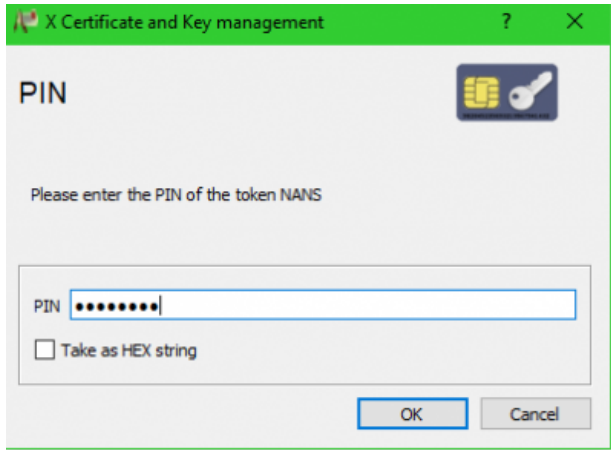 X Certificate and Key management ?
PIN
Please enter the PIN of the token NANS
PIN ••••••••
Take as HEX string
OK Cancel